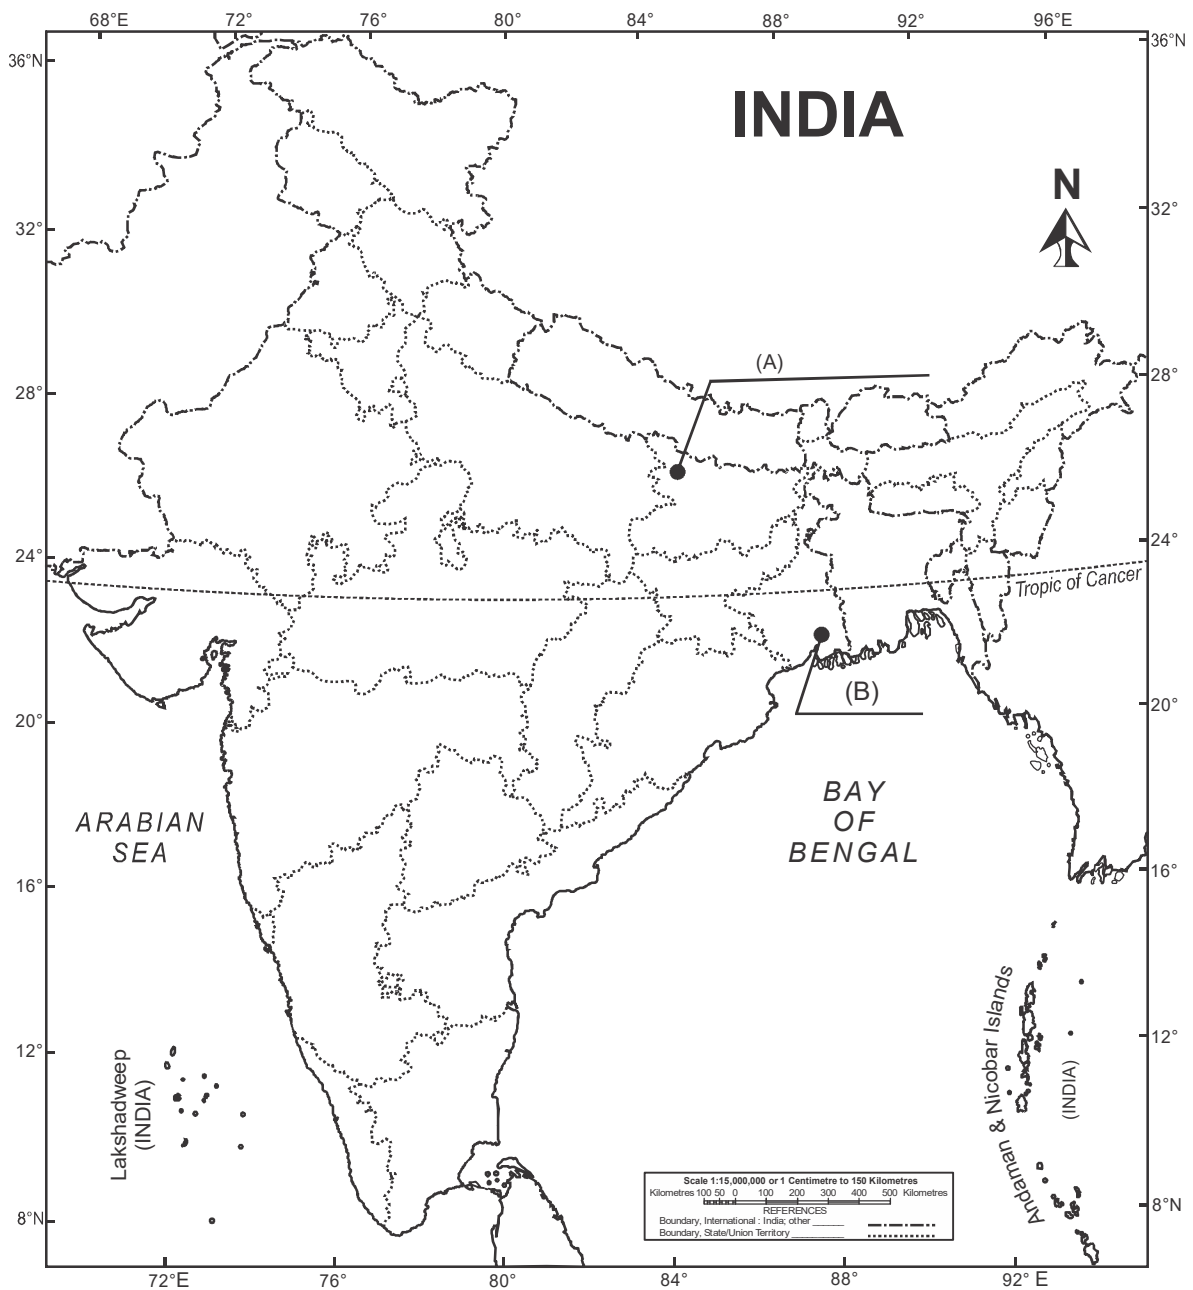 68°E 72° 76° 80° 84° 88° 92° 96°E
36°N
36°N
INDIA
N
32°
32°
(A)
28°
28°
24°
24°
Tropic of Cancer
(B)
20°
20°
ARABIAN
SEA
BAY
OF
BENGAL
16°
16°
Andaman & Nicobar Islands
(INDIA)
12°
12°
Lakshadweep
(INDIA)
Scale 1:15,000,000 or 1 Centimetre to 150 Kilometres
Kilometres 100 50 0 100 200 300 400 500 Kilometres
REFERENCES
Boundary, International : India; other ______
Boundary, State/Union Territory __________
8°N
8°N
72°E 76° 80° 84° 88° 92° E